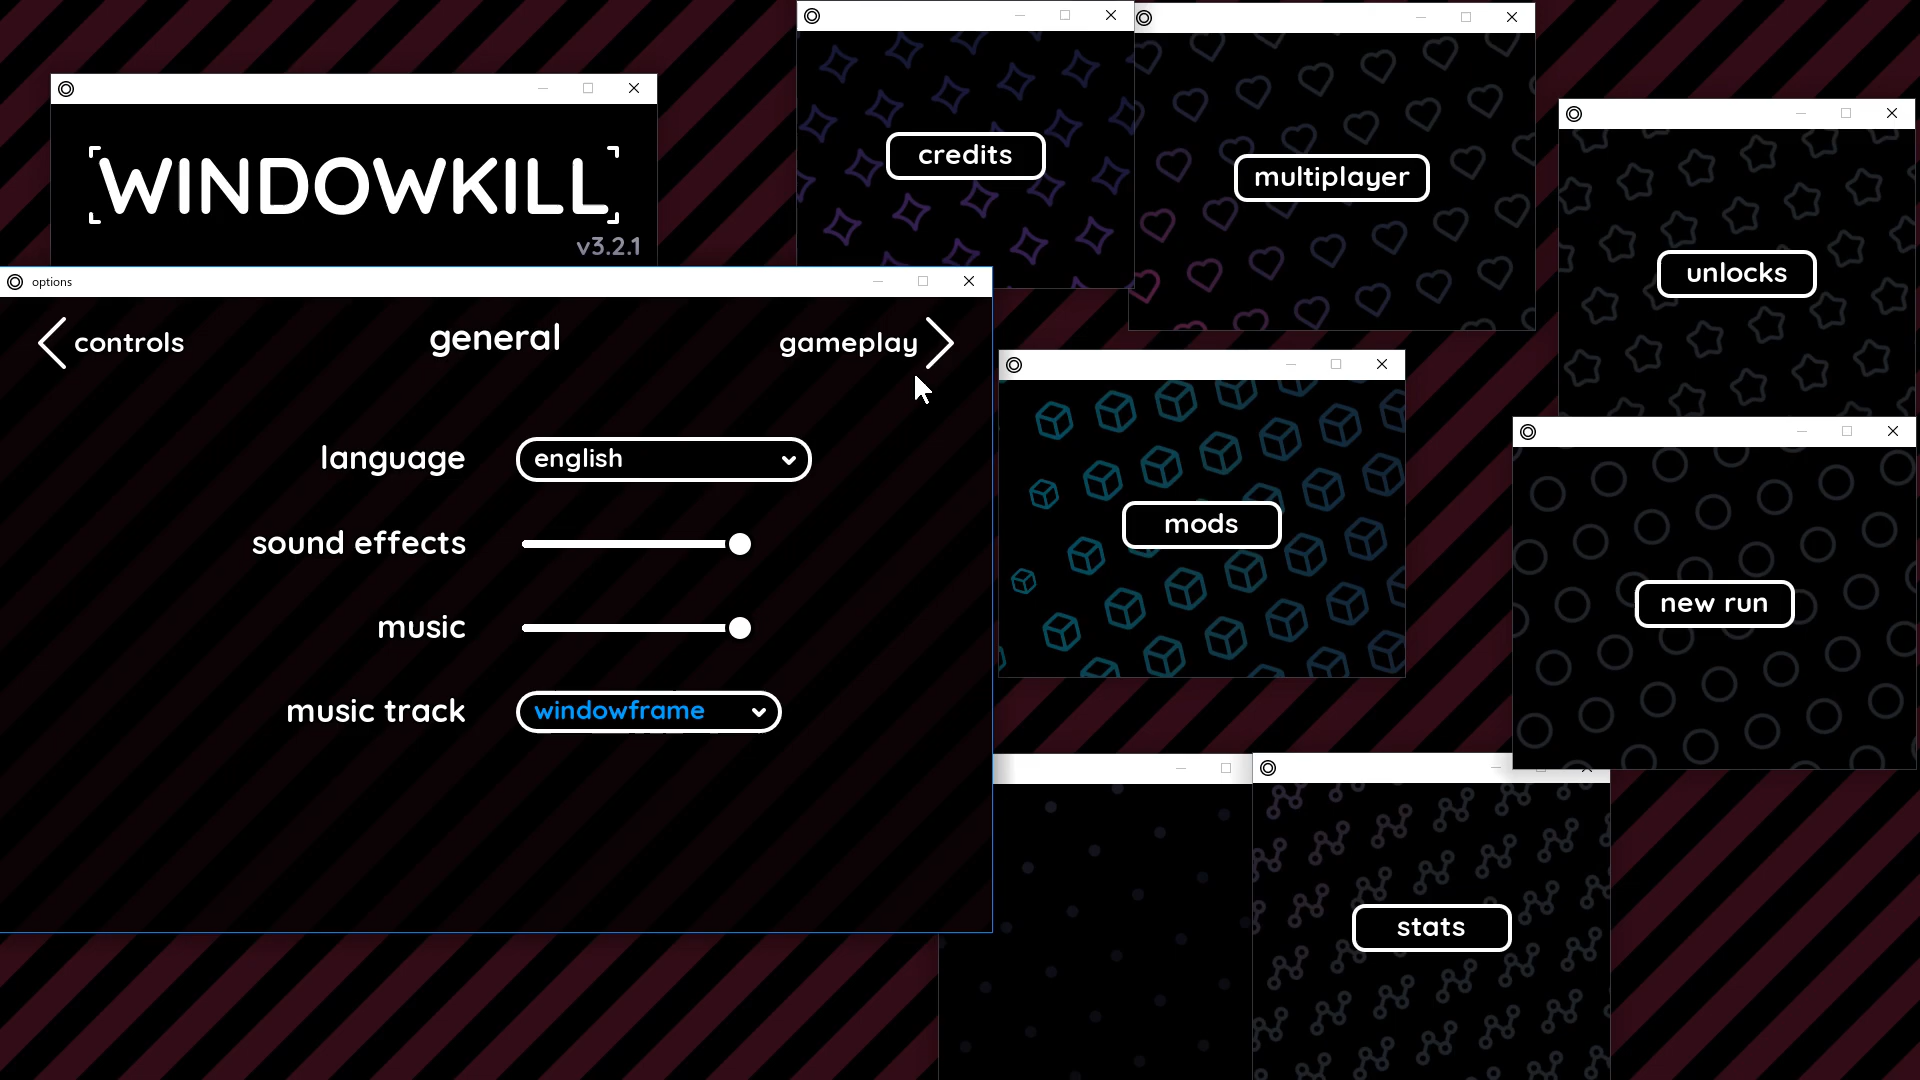 WINDOWKILL
v3.2.1
credits
multiplayer
unlocks
options
controls
general
gameplay
language
english
sound effects
music
music track
windowframe
mods
new run
stats